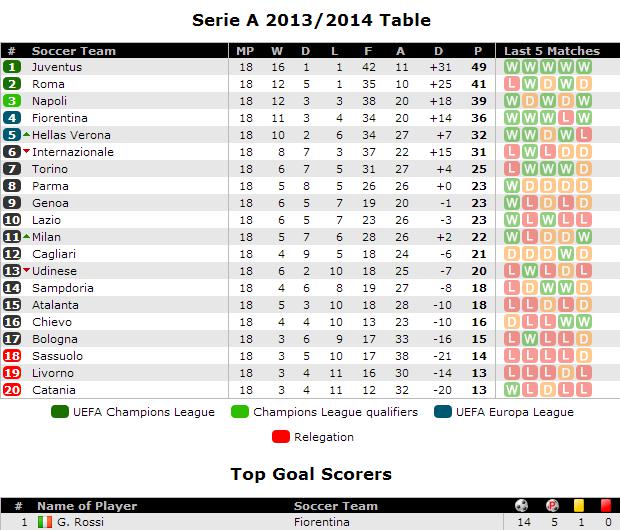 Serie A 2013/2014 Table
# Soccer Team MP W D L F A D P Last 5 Matches
1 Juventus 18 16 1 1 42 11 +31 49 W W W W W
2 Roma 18 12 5 1 35 10 +25 41 L W D W D
3 Napoli 18 12 3 3 38 20 +18 39 W D W D W
4 Fiorentina 18 11 3 4 34 20 +14 36 W W W L W
5 Hellas Verona 18 10 2 6 34 27 +7 32 W W D W L
6 Internazionale 18 8 7 3 37 22 +15 31 L W L D D
7 Torino 18 6 7 5 31 27 +4 25 L W W W D
8 Parma 18 5 8 5 26 26 +0 23 W D D D D
9 Genoa 18 6 5 7 19 20 -1 23 W L D L D
10 Lazio 18 6 5 7 23 26 -3 23 W L W L L
11 Milan 18 5 7 6 28 26 +2 22 W L D D W
12 Cagliari 18 4 9 5 18 24 -6 21 D D D D L
13 Udinese 18 6 2 10 18 25 -7 20 L W L D L
14 Sampdoria 18 4 6 8 19 27 -8 18 L D W W D
15 Atalanta 18 5 3 10 18 28 -10 18 L L D L D
16 Chievo 18 4 4 10 13 23 -10 16 D L L W W
17 Bologna 18 3 6 9 17 33 -16 15 L W L L D
18 Sassuolo 18 3 5 10 17 38 -21 14 L L L L D
19 Livorno 18 3 4 11 16 30 -14 13 L L L D L
20 Catania 18 3 4 11 12 32 -20 13 W L D L L
UEFA Champions League Champions League qualifiers UEFA Europa League
Relegation
Top Goal Scorers
# Name of Player Soccer Team
1 G. Rossi Fiorentina 14 5 1 0